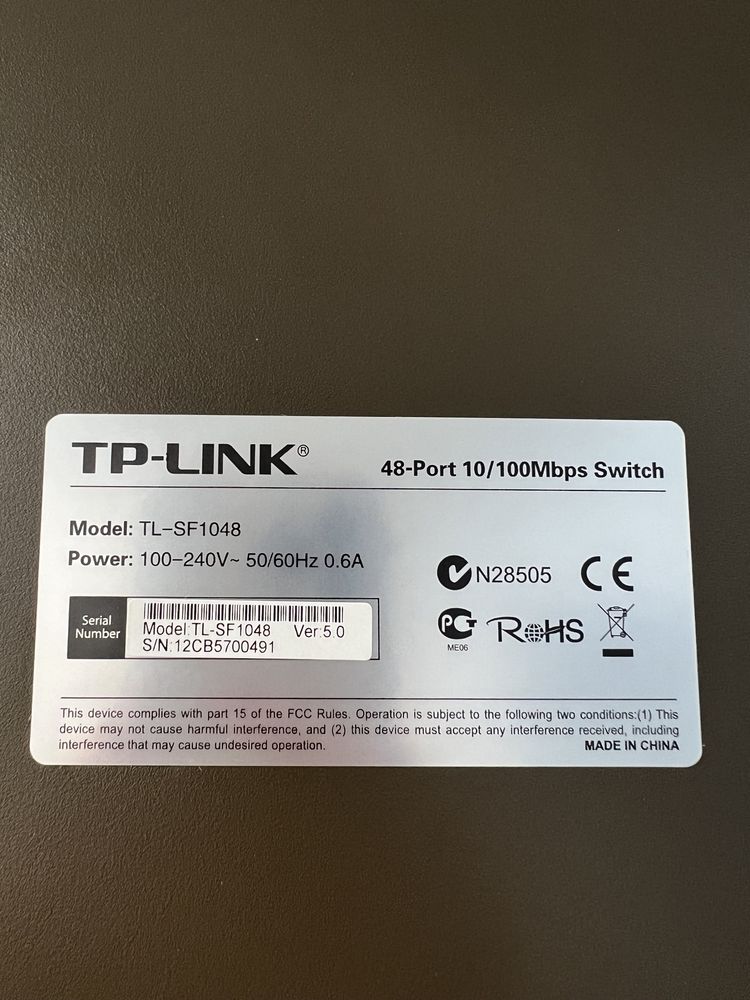 TP-LINK®
48-Port 10/100Mbps Switch
Model: TL-SF1048
Power: 100-240V~ 50/60Hz 0.6A
N28505
CE
Serial
Number
Model:TL-SF1048 Ver:5.0
S/N:12CB5700491
РСТ
ME06
RoHS
This device complies with part 15 of the FCC Rules. Operation is subject to the following two conditions:(1) This
device may not cause harmful interference, and (2) this device must accept any interference received, including
interference that may cause undesired operation.
MADE IN CHINA